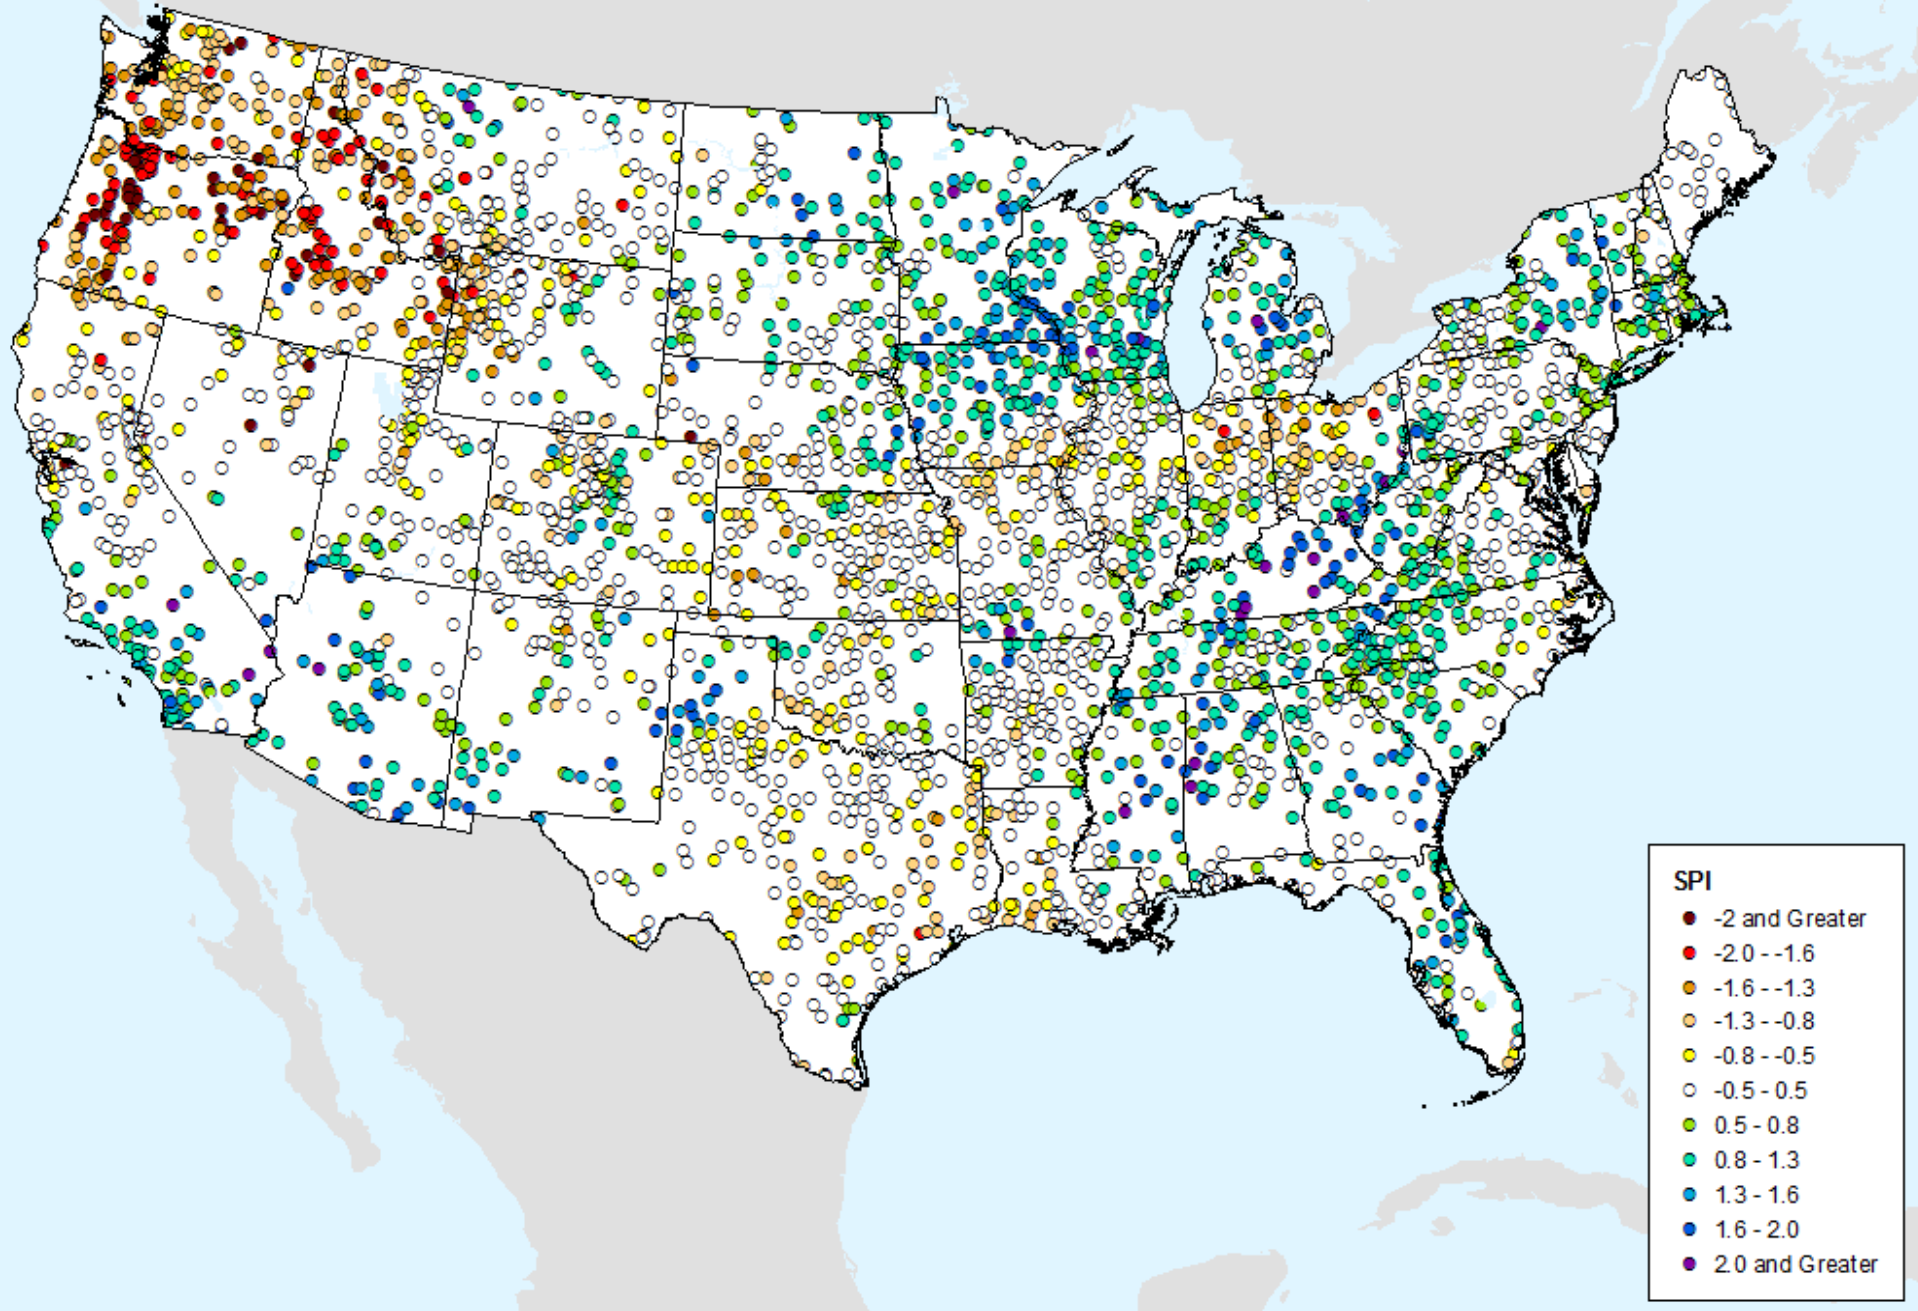 SPI
-2 and Greater
-2.0 - -1.6
-1.6 - -1.3
-1.3 - -0.8
-0.8 - -0.5
-0.5 - 0.5
0.5 - 0.8
0.8 - 1.3
1.3 - 1.6
1.6 - 2.0
2.0 and Greater